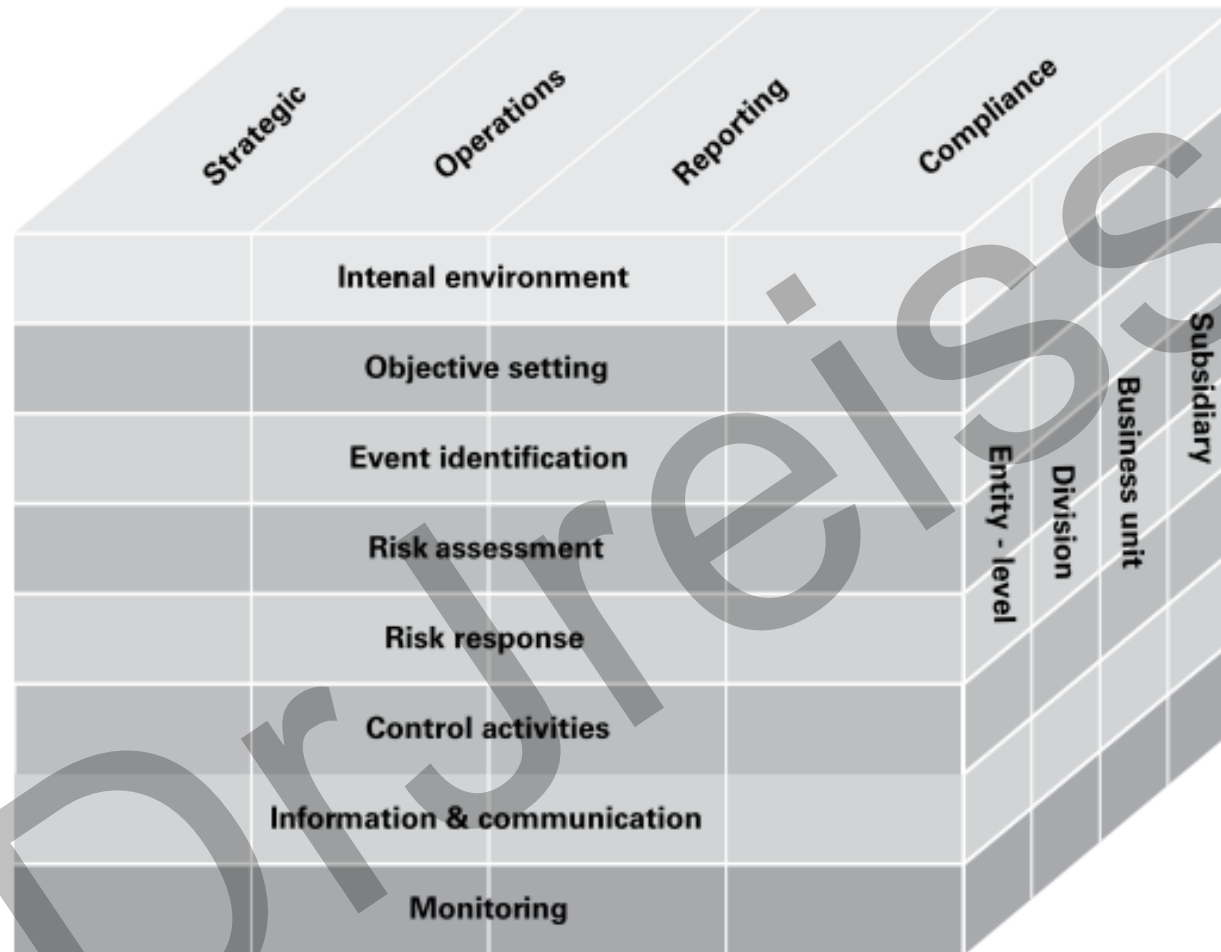 Strategic
Operations
Reporting
Compliance
Intenal environment
Objective setting
Event identification
Risk assessment
Risk response
Control activities
Information & communication
Monitoring
Entity - level
Division
Business unit
Subsidiary
DrJreiss